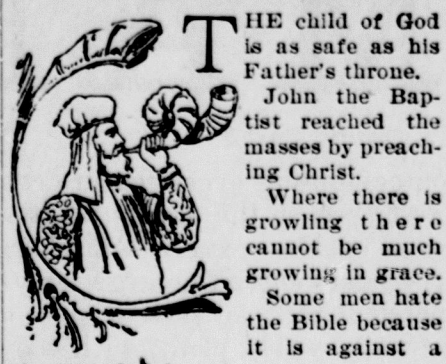 THE child of God
is as safe as his
Father's throne.
John the Bap-
tist reached the
masses by preach-
ing Christ.
Where there is
growling there
cannot be much
growing in grace.
Some men hate
the Bible because
it is against a